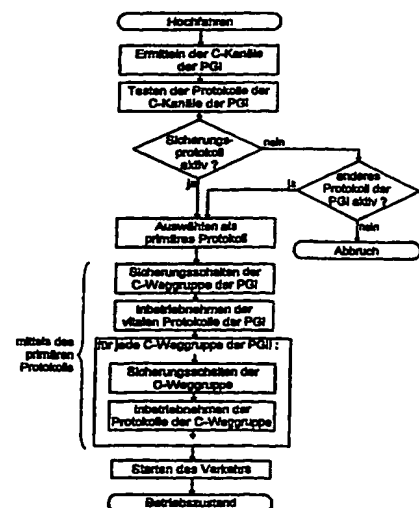 Hochfahren
Ermitteln der C-Kanäle
der PGI
Testen der Protokolle der
C-Kanäle der PGI
Sicherungs-
protokoll
aktiv ?
nein
ja
anderes
Protokoll der
PGI aktiv ?
ja
nein
Abbruch
Auswählen als
primäres Protokoll
mittels des
primären
Protokolls
Sicherungsschalten der
C-Weggruppe der PGI
Inbetriebnehmen der
vitalen Protokolle der PGI
für jede C-Weggruppe der PGII :
Sicherungsschalten der
C-Weggruppe
Inbetriebnehmen der
Protokolle der C-Weggruppe
Starten des Verkehrs
Betriebszustand